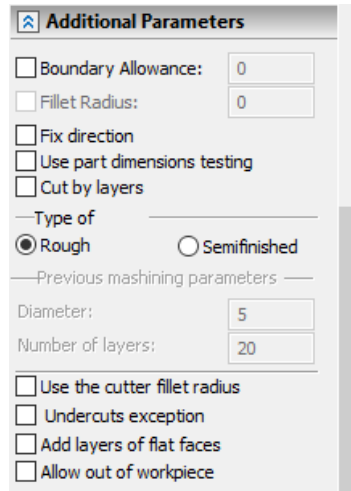 Additional Parameters
Boundary Allowance: 0
Fillet Radius: 0
Fix direction
Use part dimensions testing
Cut by layers
Type of
Rough Semifinished
Previous mashining parameters
Diameter: 5
Number of layers: 20
Use the cutter fillet radius
Undercuts exception
Add layers of flat faces
Allow out of workpiece